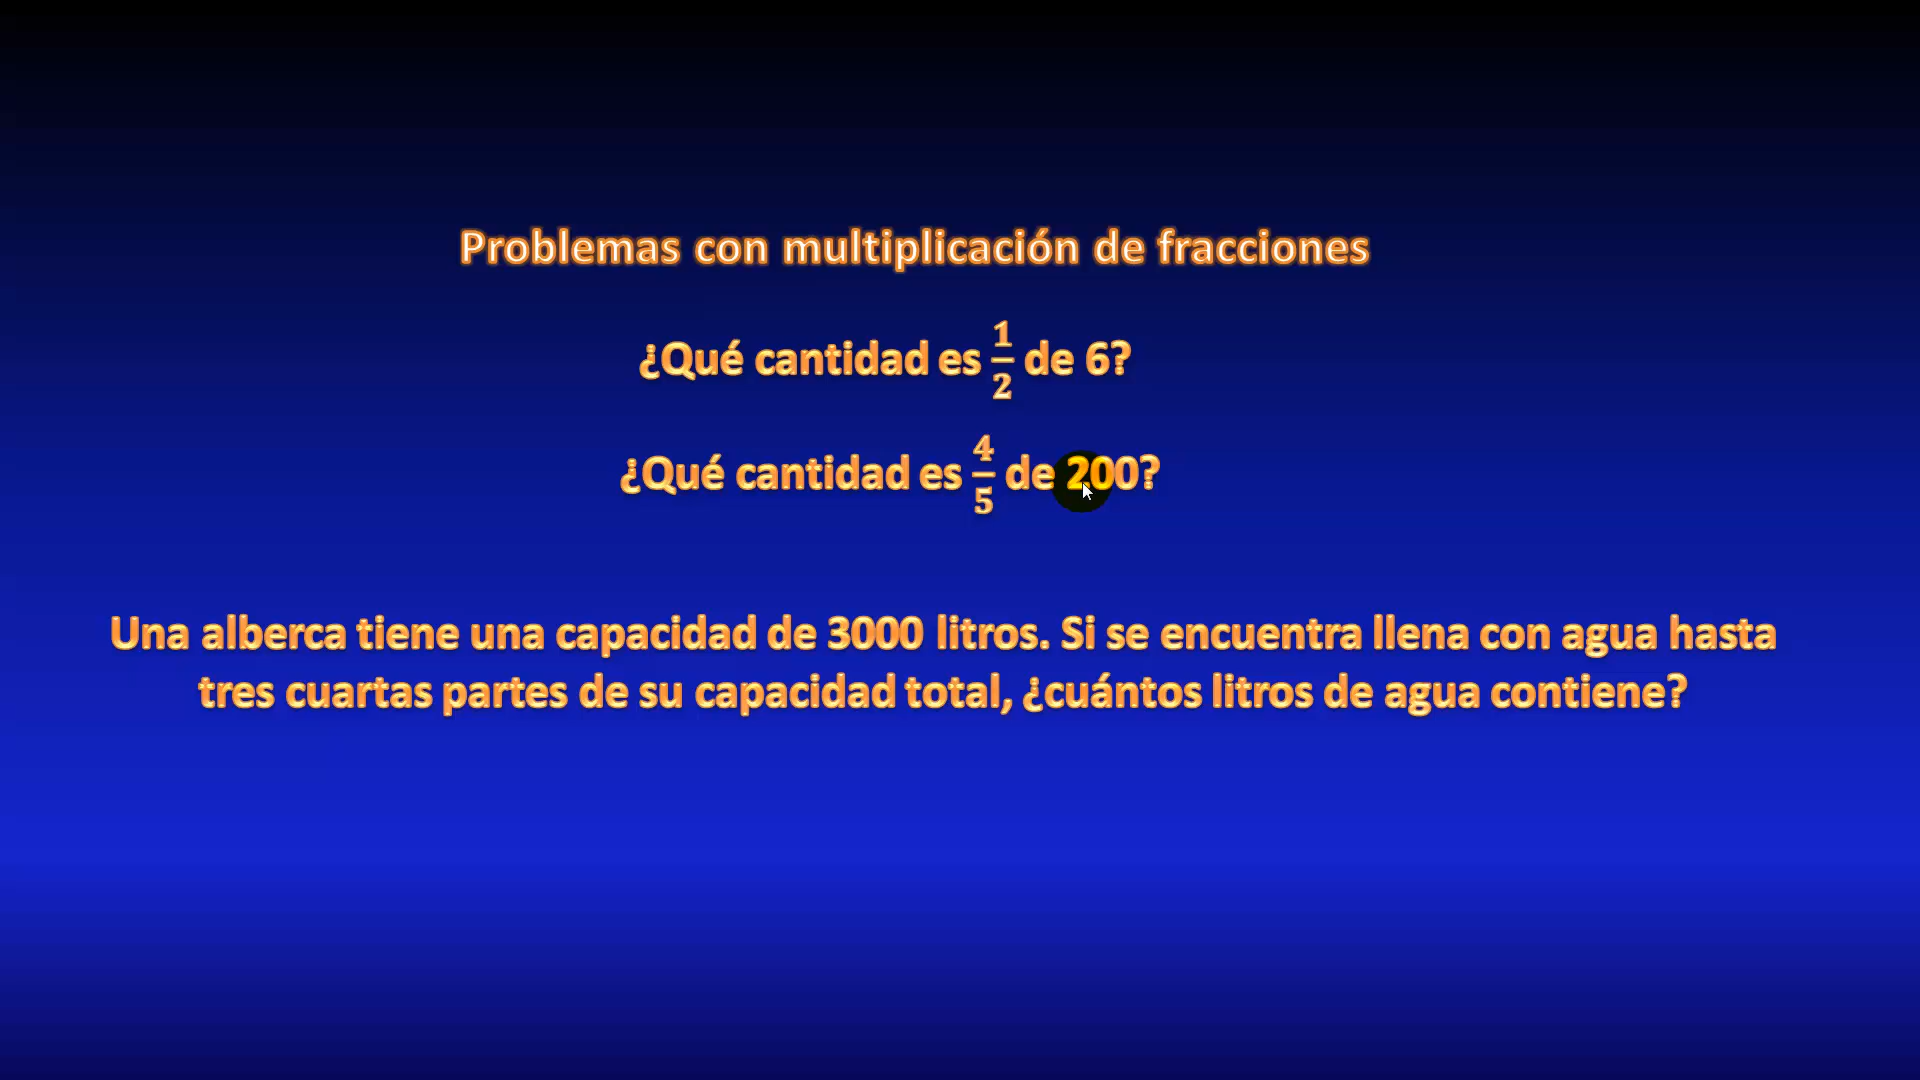 Problemas con multiplicación de fracciones
¿Qué cantidad es 1/2 de 6?
¿Qué cantidad es 4/5 de 200?
Una alberca tiene una capacidad de 3000 litros. Si se encuentra llena con agua hasta
tres cuartas partes de su capacidad total, ¿cuántos litros de agua contiene?